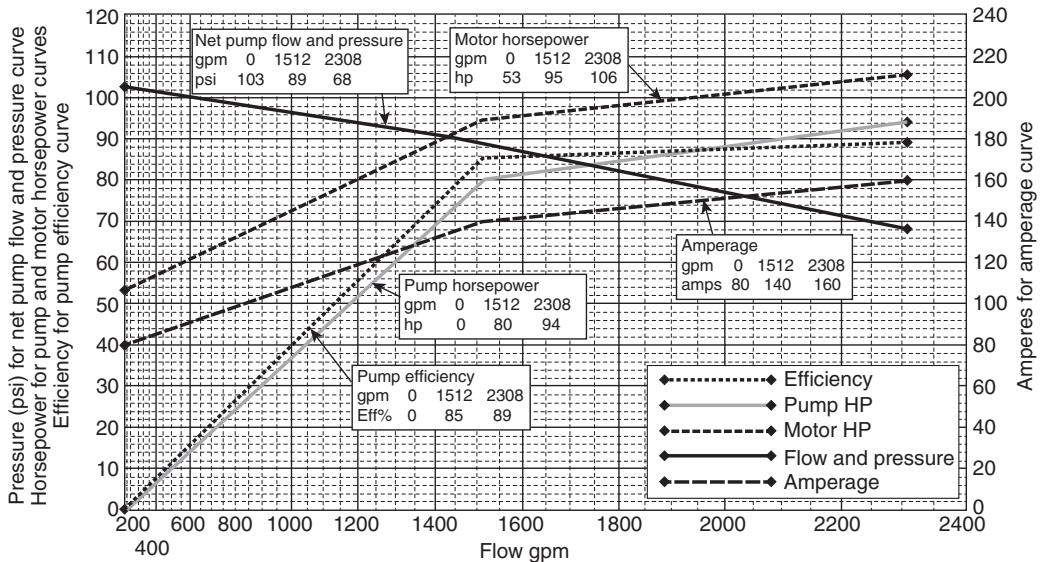 Pressure (psi) for net pump flow and pressure curve
Horsepower for pump and motor horsepower curves
Efficiency for pump efficiency curve
120
110
100
90
80
70
60
50
40
30
20
10
0
Net pump flow and pressure
gpm 0 1512 2308
psi 103 89 68
Motor horsepower
gpm 0 1512 2308
hp 53 95 106
Amperage
gpm 0 1512 2308
amps 80 140 160
Pump horsepower
gpm 0 1512 2308
hp 0 80 94
Pump efficiency
gpm 0 1512 2308
Eff% 0 85 89
Efficiency
Pump HP
Motor HP
Flow and pressure
Amperage
240
220
200
180
160
140
120
100
80
60
40
20
0
Amperes for amperage curve
200 600 800 1000 1200 1400 1600 1800 2000 2200 2400
400
Flow gpm